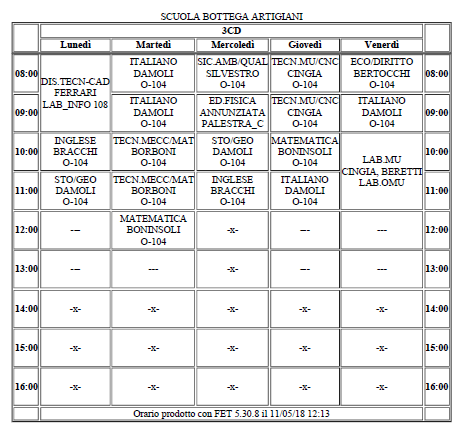 SCUOLA BOTTEGA ARTIGIANI
3CD
Lunedì Martedì Mercoledì Giovedì Venerdì
08:00 DIS.TECN-CAD FERRARI LAB_INFO 108 ITALIANO DAMOLI O-104 SIC.AMB/QUAL SILVESTRO O-104 TECN.MU/CNC CINGIA O-104 ECO/DIRITTO BERTOCCHI O-104 08:00
09:00 ITALIANO DAMOLI O-104 ED.FISICA ANNUNZIATA PALESTRA_C TECN.MU/CNC CINGIA O-104 ITALIANO DAMOLI O-104 09:00
10:00 INGLESE BRACCHI O-104 TECN.MECC/MAT BORBONI O-104 STO/GEO DAMOLI O-104 MATEMATICA BONINSOLI O-104 LAB.MU CINGIA, BERETTI LAB.OMU 10:00
11:00 STO/GEO DAMOLI O-104 TECN.MECC/MAT BORBONI O-104 INGLESE BRACCHI O-104 ITALIANO DAMOLI O-104 11:00
12:00 --- MATEMATICA BONINSOLI O-104 -x- --- --- 12:00
13:00 --- --- -x- --- --- 13:00
14:00 -x- -x- -x- -x- -x- 14:00
15:00 -x- -x- -x- -x- -x- 15:00
16:00 -x- -x- -x- -x- -x- 16:00
Orario prodotto con FET 5.30.8 il 11/05/18 12:13